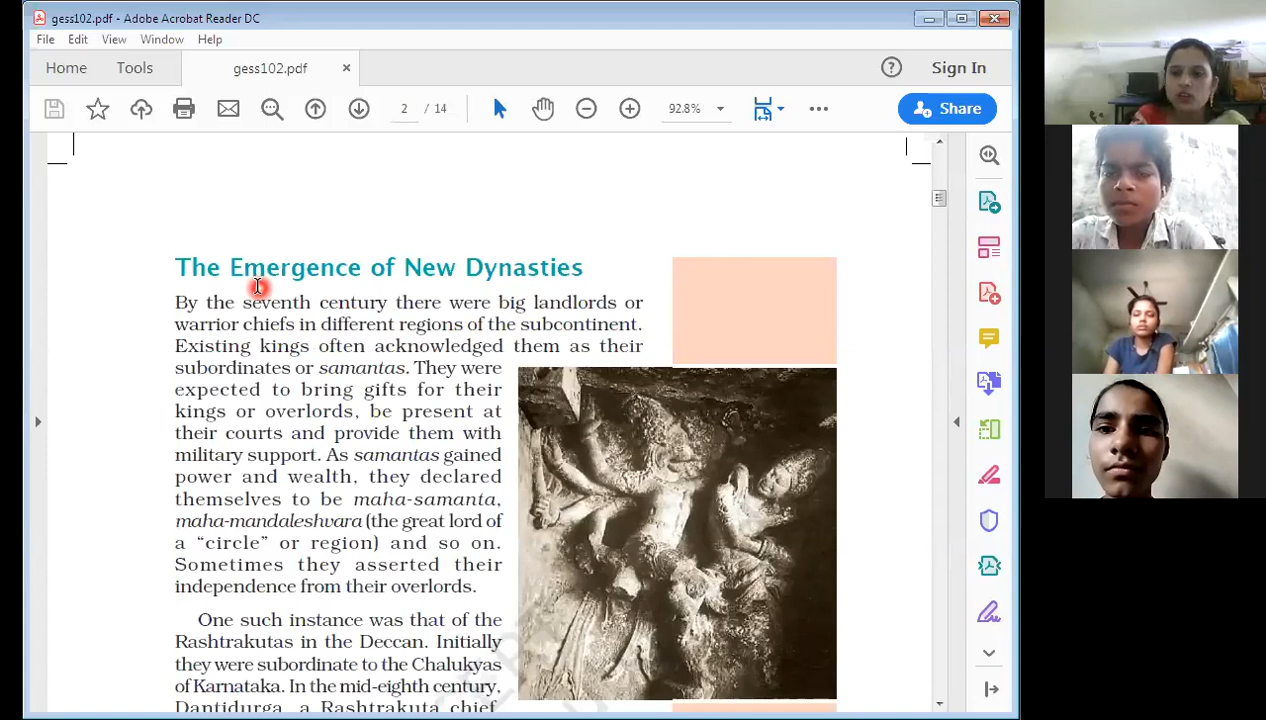 gess102.pdf - Adobe Acrobat Reader DC
File Edit View Window Help
Home Tools gess102.pdf × ? Sign In
2 / 14 92.8% Share
The Emergence of New Dynasties
By the seventh century there were big landlords or
warrior chiefs in different regions of the subcontinent.
Existing kings often acknowledged them as their
subordinates or samantas. They were
expected to bring gifts for their
kings or overlords, be present at
their courts and provide them with
military support. As samantas gained
power and wealth, they declared
themselves to be maha-samanta,
maha-mandaleshvara (the great lord of
a “circle” or region) and so on.
Sometimes they asserted their
independence from their overlords.
One such instance was that of the
Rashtrakutas in the Deccan. Initially
they were subordinate to the Chalukyas
of Karnataka. In the mid-eighth century,
Dantidurga, a Rashtrakuta chief,